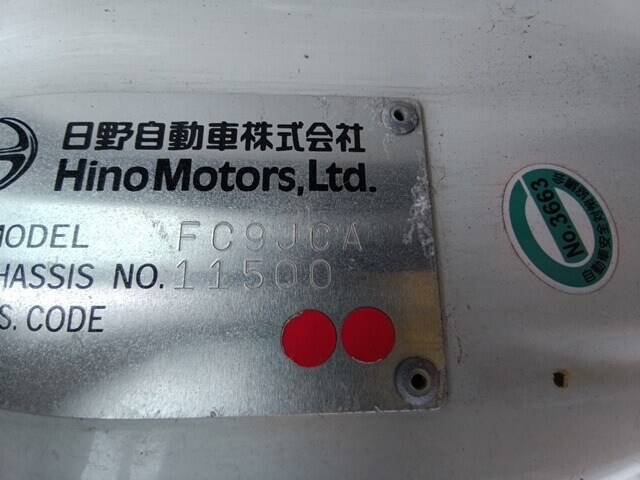 日野自動車株式会社
Hino Motors, Ltd.
MODEL FC9JCA
HASSIS NO. 11500
S. CODE
No.3663